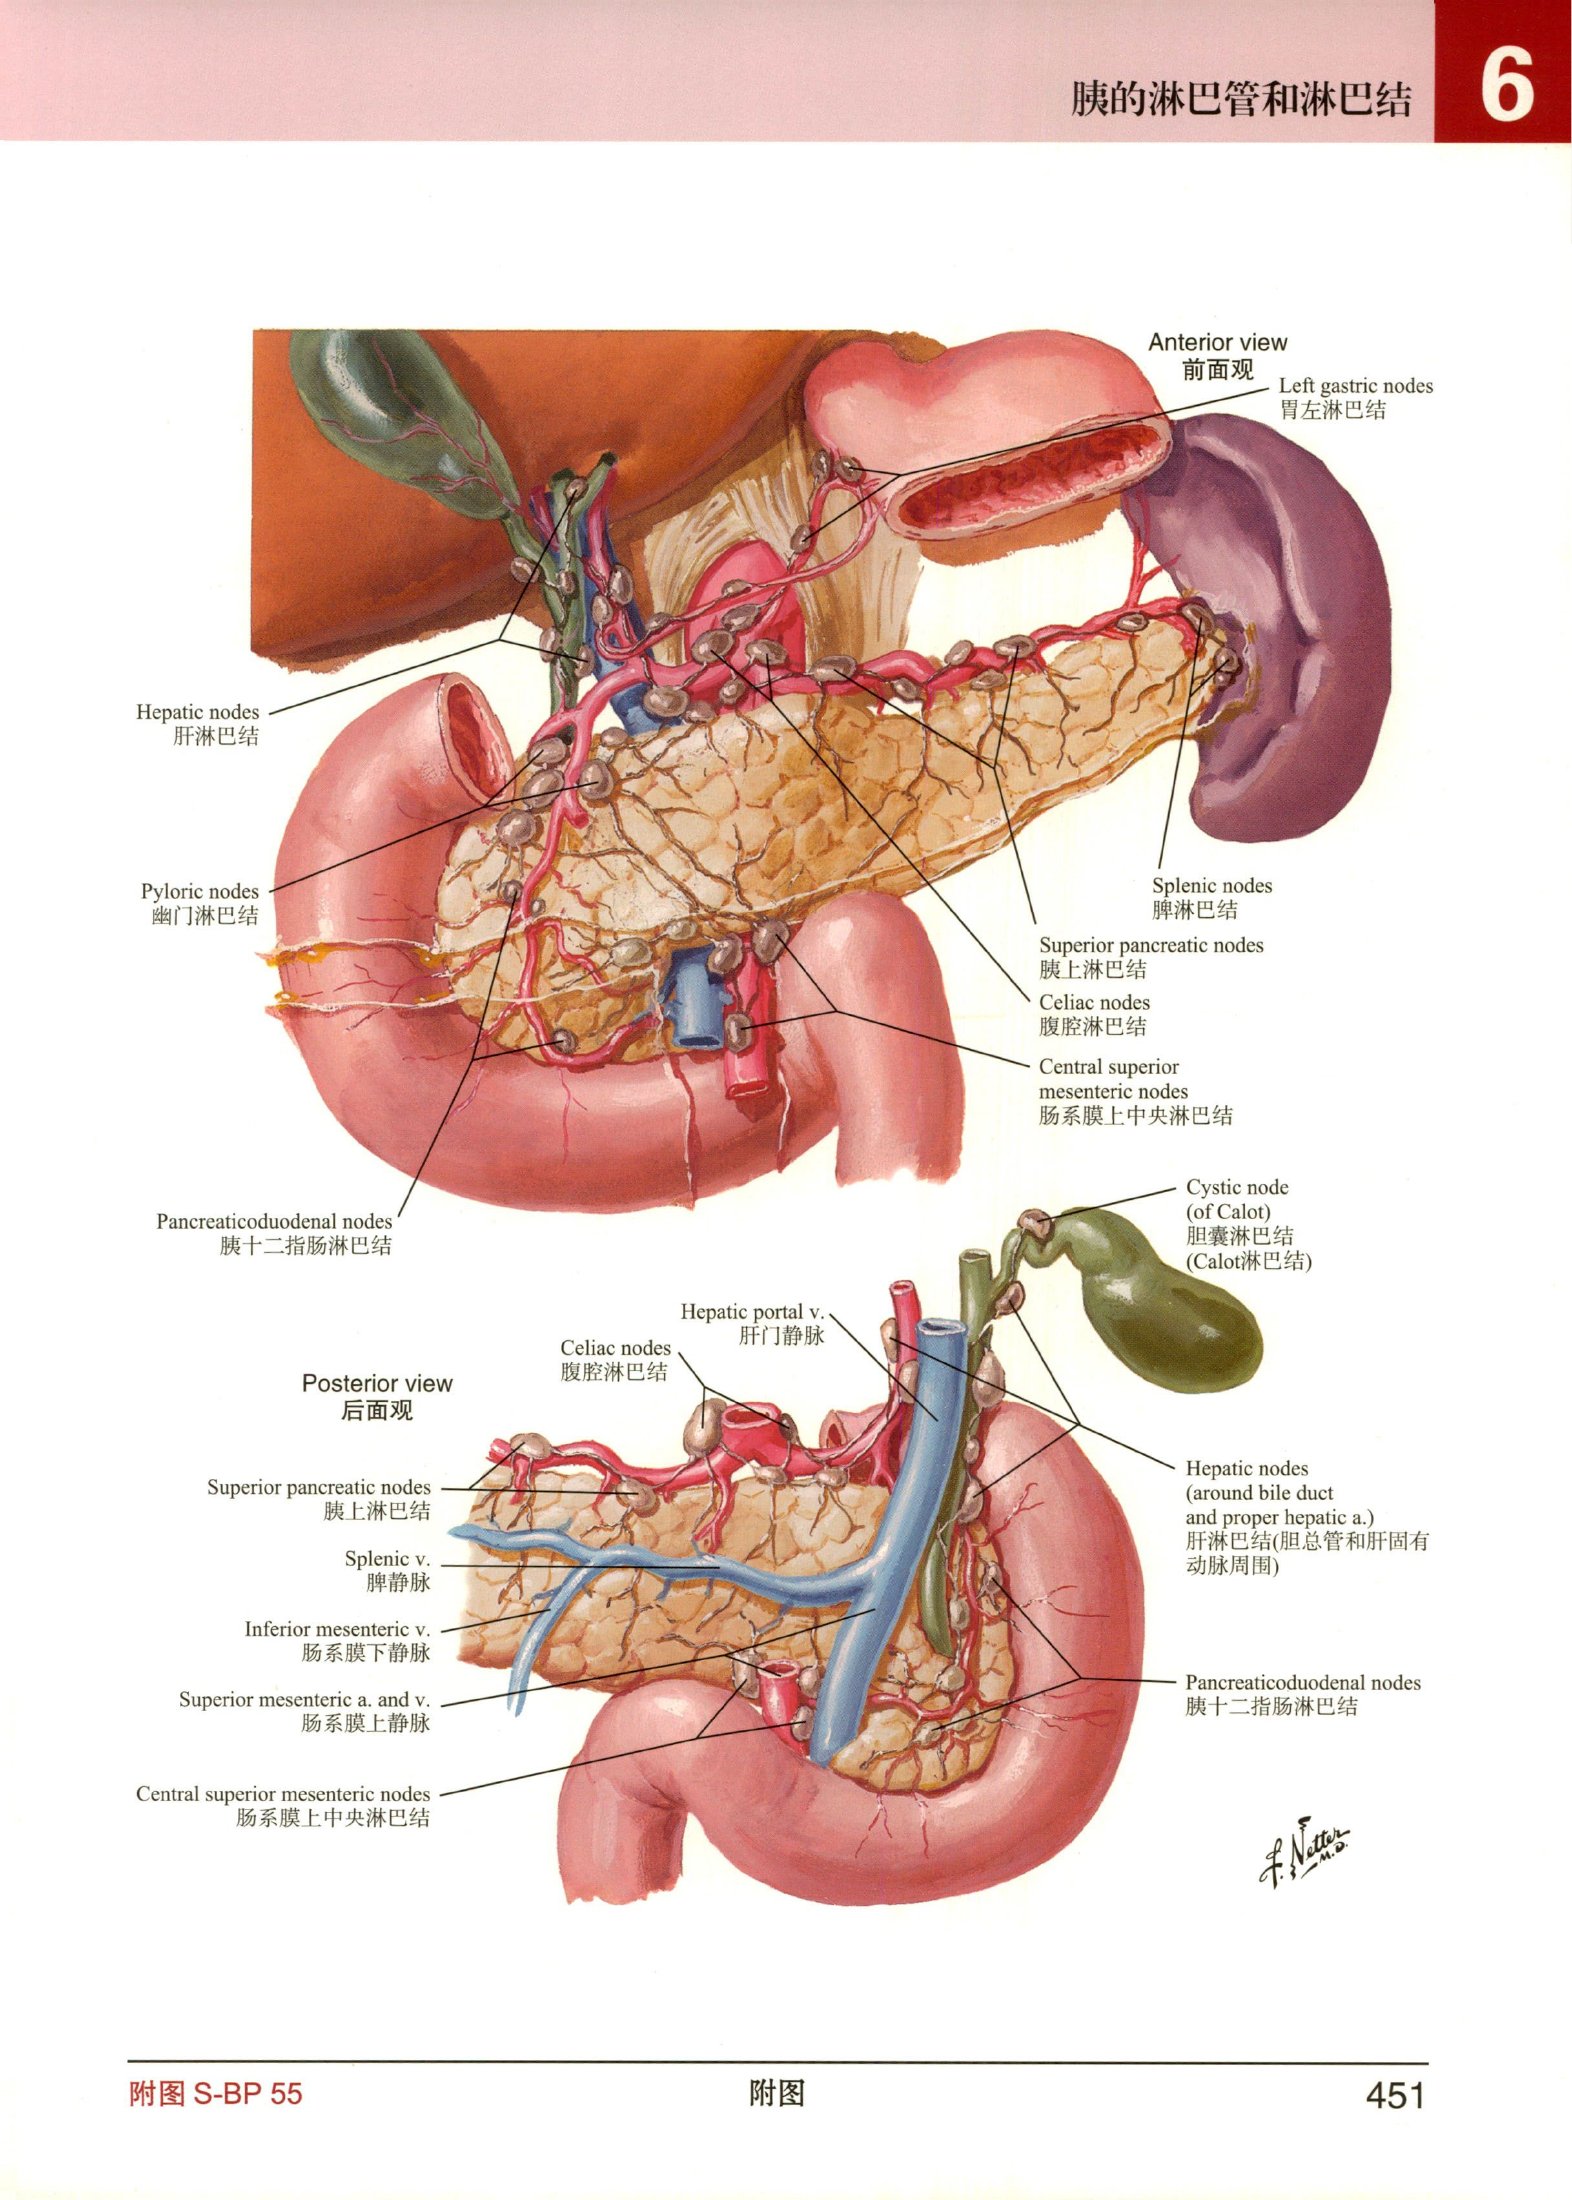 胰的淋巴管和淋巴结
6
Anterior view
前面观
Left gastric nodes
胃左淋巴结
Hepatic nodes
肝淋巴结
Pyloric nodes
幽门淋巴结
Splenic nodes
脾淋巴结
Superior pancreatic nodes
胰上淋巴结
Celiac nodes
腹腔淋巴结
Central superior
mesenteric nodes
肠系膜上中央淋巴结
Pancreaticoduodenal nodes
胰十二指肠淋巴结
Cystic node
(of Calot)
胆囊淋巴结
(Calot淋巴结)
Hepatic portal v.
肝门静脉
Celiac nodes
腹腔淋巴结
Posterior view
后面观
Superior pancreatic nodes
胰上淋巴结
Splenic v.
脾静脉
Inferior mesenteric v.
肠系膜下静脉
Superior mesenteric a. and v.
肠系膜上静脉
Central superior mesenteric nodes
肠系膜上中央淋巴结
Hepatic nodes
(around bile duct
and proper hepatic a.)
肝淋巴结(胆总管和肝固有
动脉周围)
Pancreaticoduodenal nodes
胰十二指肠淋巴结
F. Netter
M.D.
附图 S-BP 55
附图
451